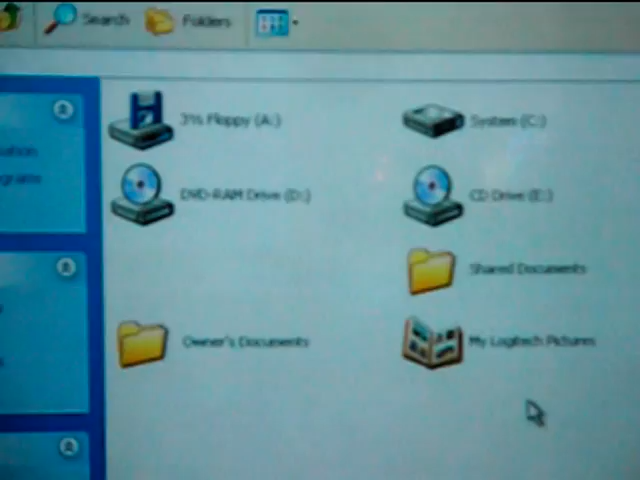 Search Folders
3½ Floppy (A:) System (C:)
DVD-RAM Drive (D:) CD Drive (E:)
Shared Documents
Owner's Documents My Logitech Pictures